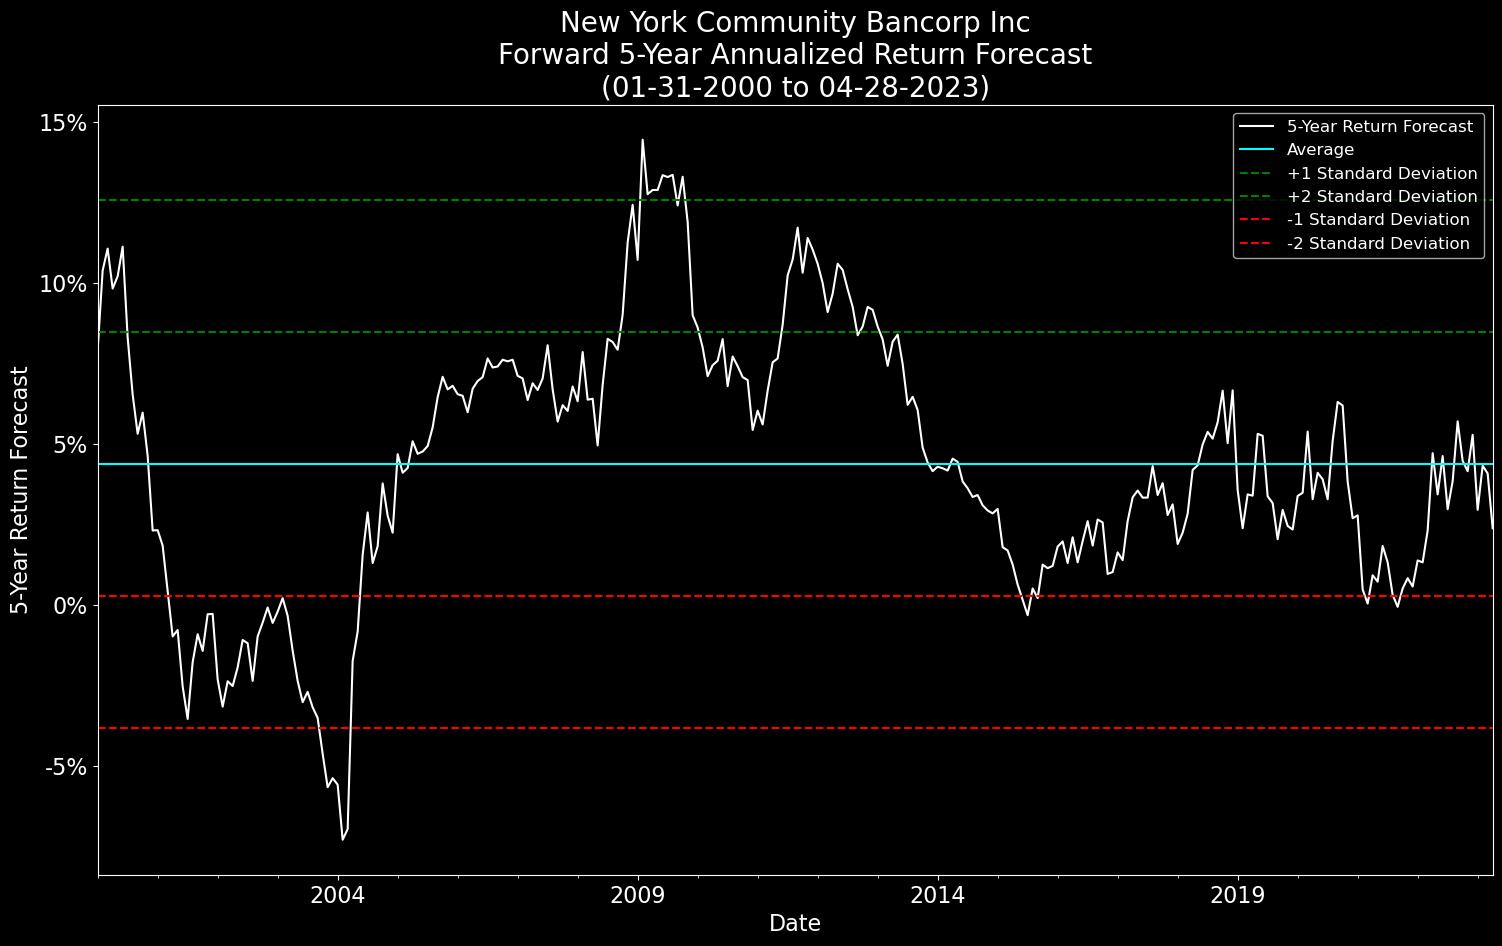 New York Community Bancorp Inc
Forward 5-Year Annualized Return Forecast
(01-31-2000 to 04-28-2023)
15%
10%
5%
0%
-5%
5-Year Return Forecast
5-Year Return Forecast
Average
+1 Standard Deviation
+2 Standard Deviation
-1 Standard Deviation
-2 Standard Deviation
2004
2009
2014
2019
Date